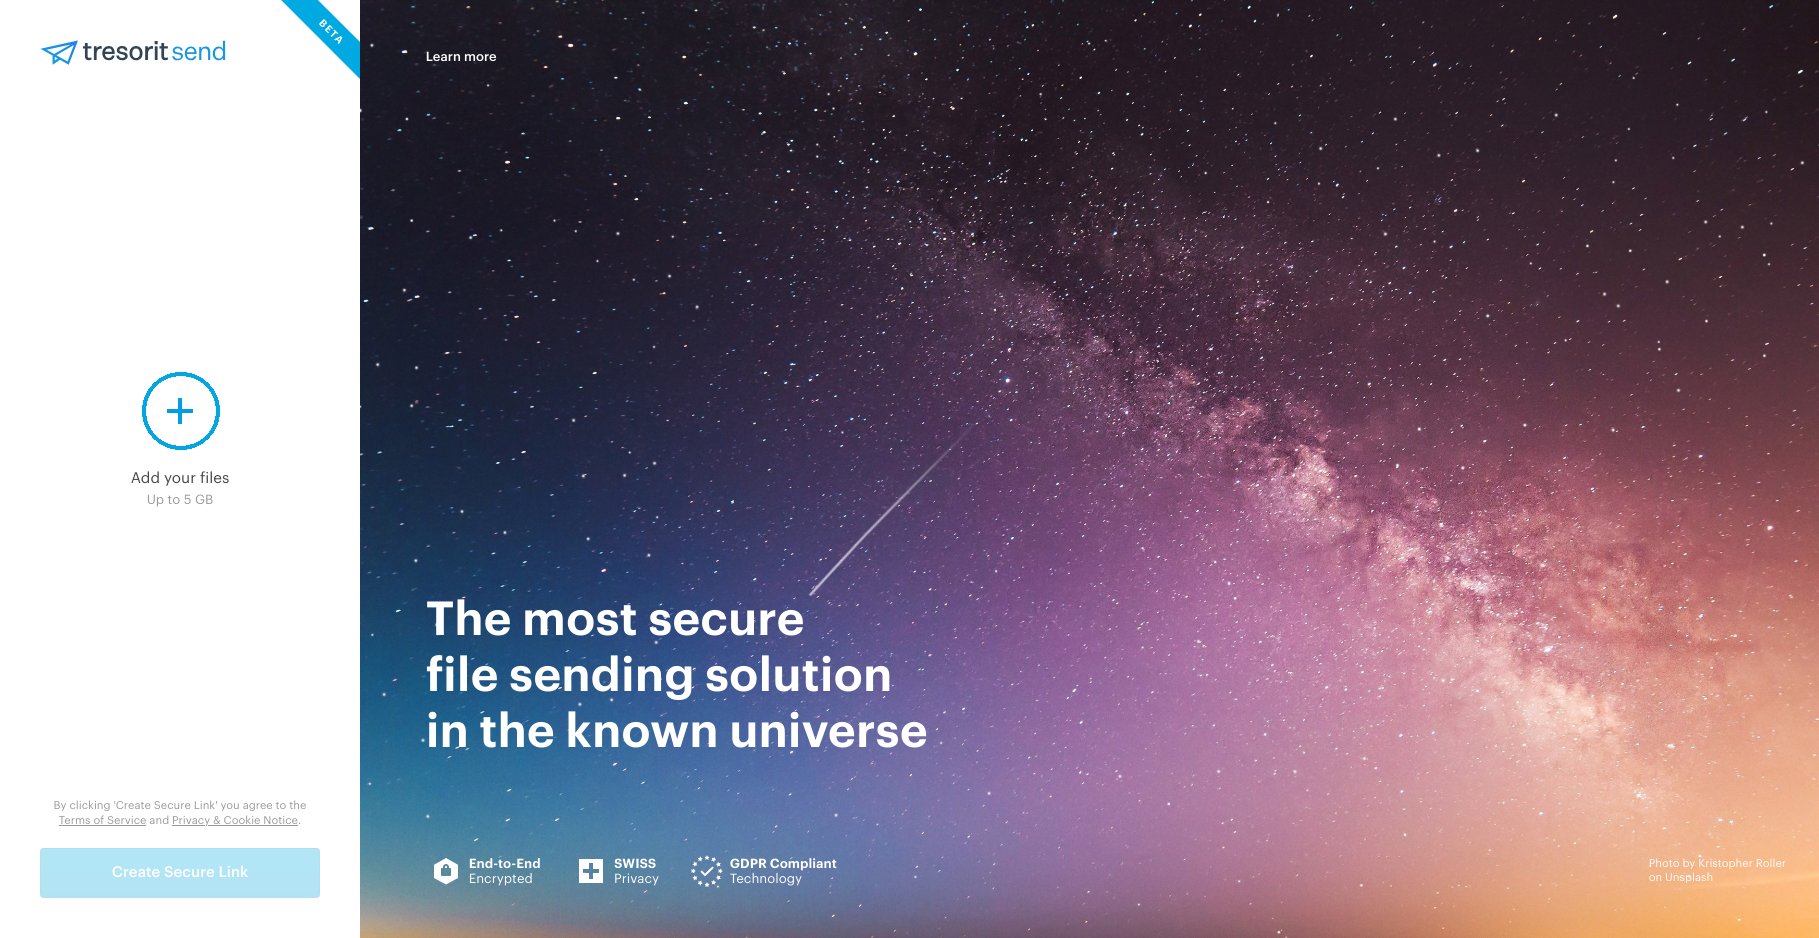 tresorit send
BETA
Learn more
Add your files
Up to 5 GB
The most secure
file sending solution
in the known universe
By clicking 'Create Secure Link' you agree to the
Terms of Service and Privacy & Cookie Notice.
Create Secure Link
End-to-End
Encrypted
SWISS
Privacy
GDPR Compliant
Technology
Photo by Kristopher Roller
on Unsplash